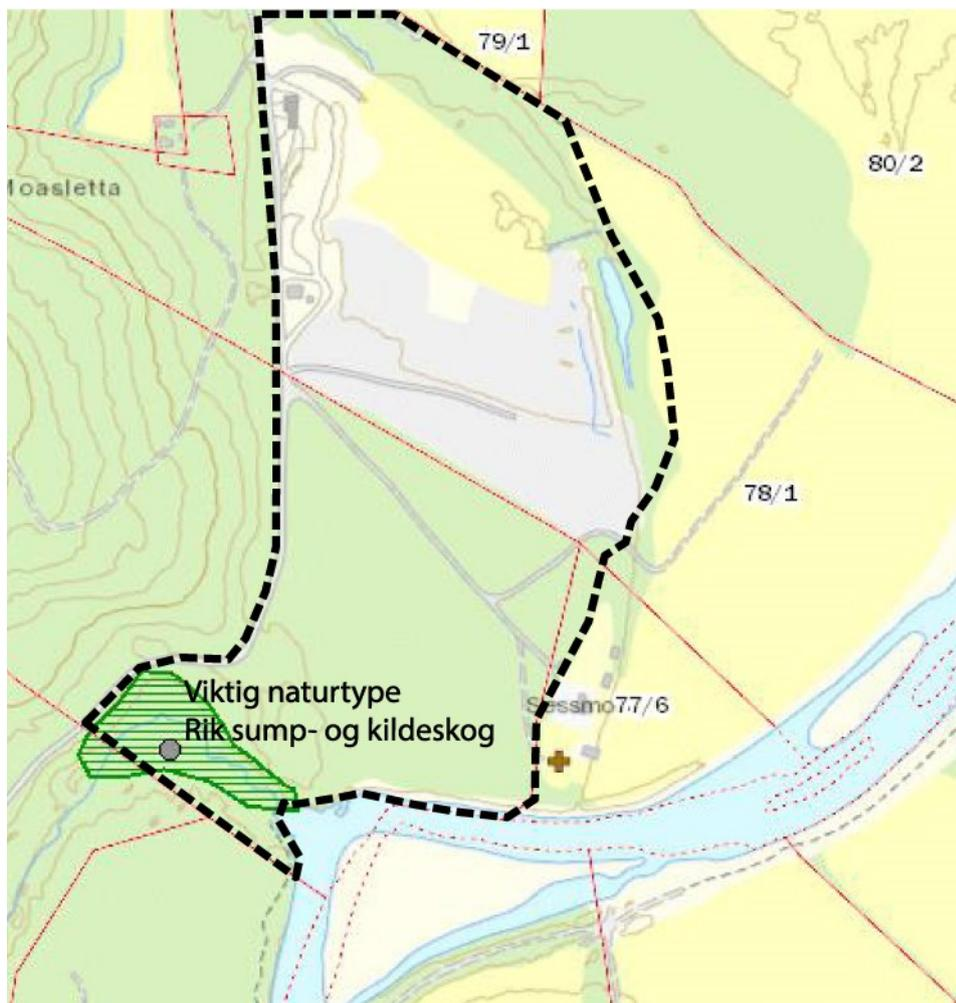 79/1
80/2
Moasletta
78/1
Viktig naturtype
Rik sump- og kildeskog
Sessmo 77/6